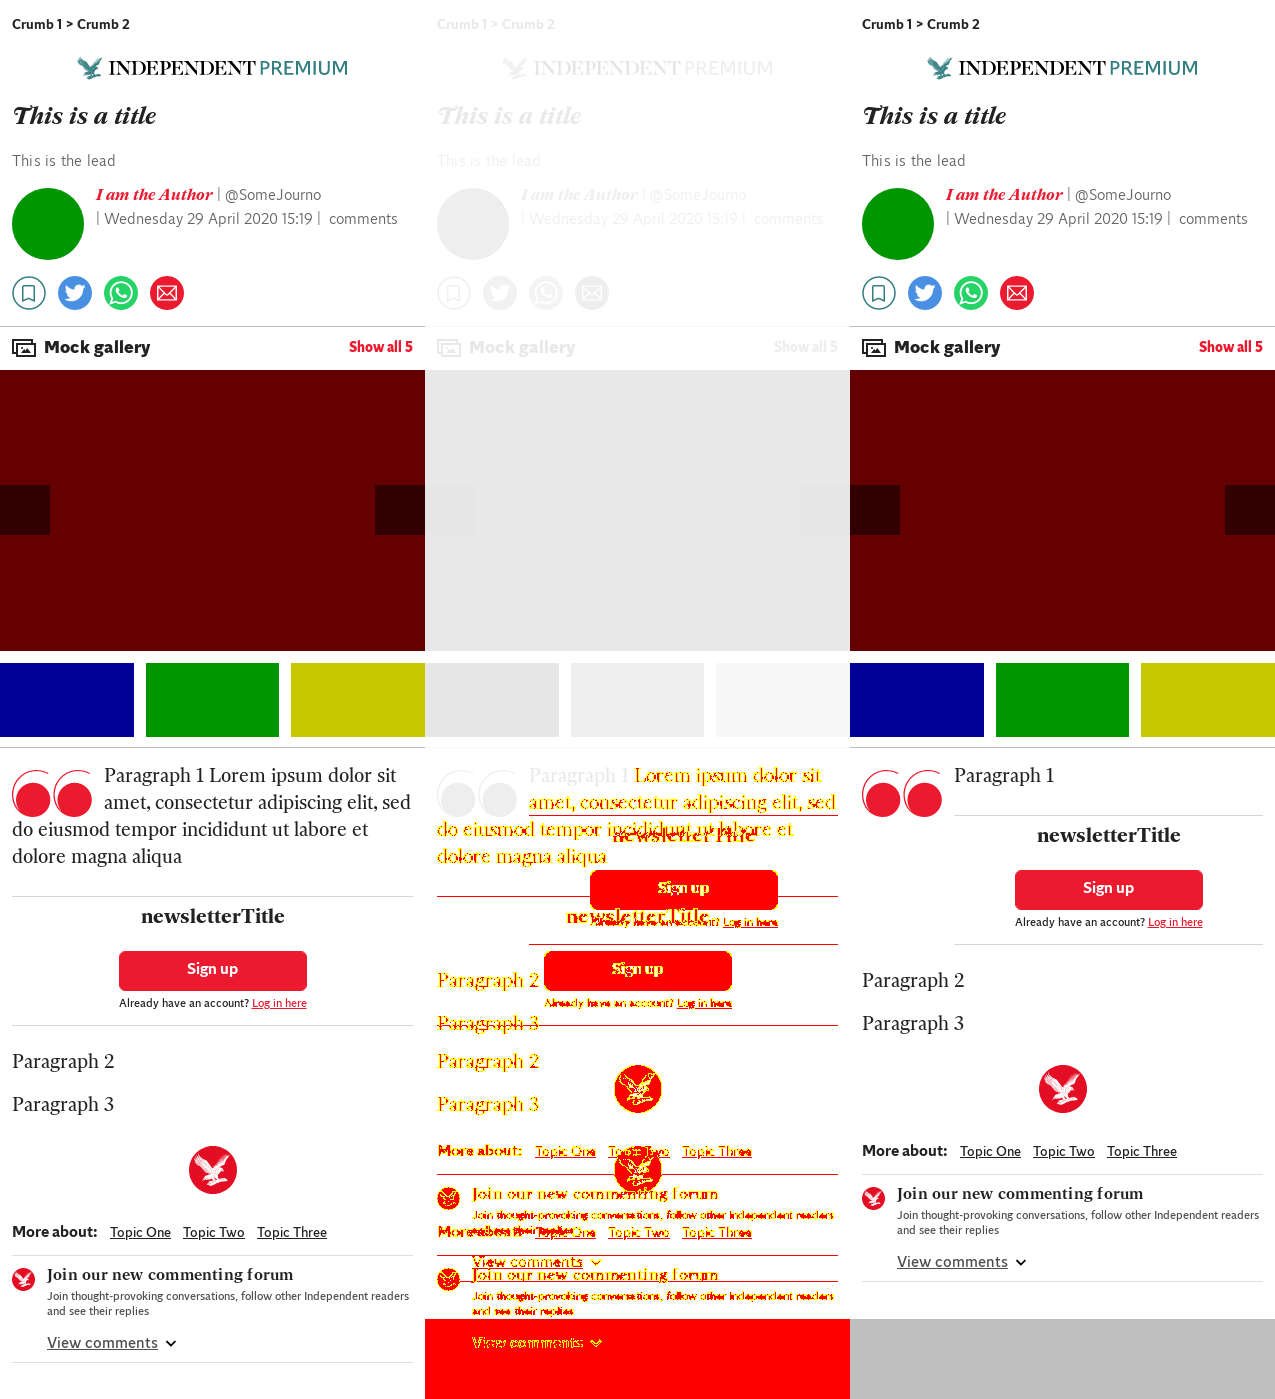 Crumb 1 > Crumb 2
INDEPENDENT PREMIUM
This is a title
This is the lead
I am the Author | @SomeJourno
| Wednesday 29 April 2020 15:19 | comments
Mock gallery Show all 5
Paragraph 1 Lorem ipsum dolor sit
amet, consectetur adipiscing elit, sed
do eiusmod tempor incididunt ut labore et
dolore magna aliqua
newsletterTitle
Sign up
Already have an account? Log in here
Paragraph 2
Paragraph 3
More about: Topic One Topic Two Topic Three
Join our new commenting forum
Join thought-provoking conversations, follow other Independent readers
and see their replies
View comments
Crumb 1 > Crumb 2
INDEPENDENT PREMIUM
This is a title
This is the lead
I am the Author | @SomeJourno
| Wednesday 29 April 2020 15:19 | comments
Mock gallery Show all 5
Paragraph 1 Lorem ipsum dolor sit
amet, consectetur adipiscing elit, sed
do eiusmod tempor incididunt ut labore et
newsletterTitle
dolore magna aliqua
Sign up
newsletterTitle
Already have an account? Log in here
Sign up
Paragraph 2
Already have an account? Log in here
Paragraph 3
Paragraph 2
Paragraph 3
More about: Topic One Topic Two Topic Three
Join our new commenting forum
Join thought-provoking conversations, follow other Independent readers
More about: Topic One Topic Two Topic Three
View comments
Join our new commenting forum
Join thought-provoking conversations, follow other Independent readers
and see their replies
View comments
Crumb 1 > Crumb 2
INDEPENDENT PREMIUM
This is a title
This is the lead
I am the Author | @SomeJourno
| Wednesday 29 April 2020 15:19 | comments
Mock gallery Show all 5
Paragraph 1
newsletterTitle
Sign up
Already have an account? Log in here
Paragraph 2
Paragraph 3
More about: Topic One Topic Two Topic Three
Join our new commenting forum
Join thought-provoking conversations, follow other Independent readers
and see their replies
View comments